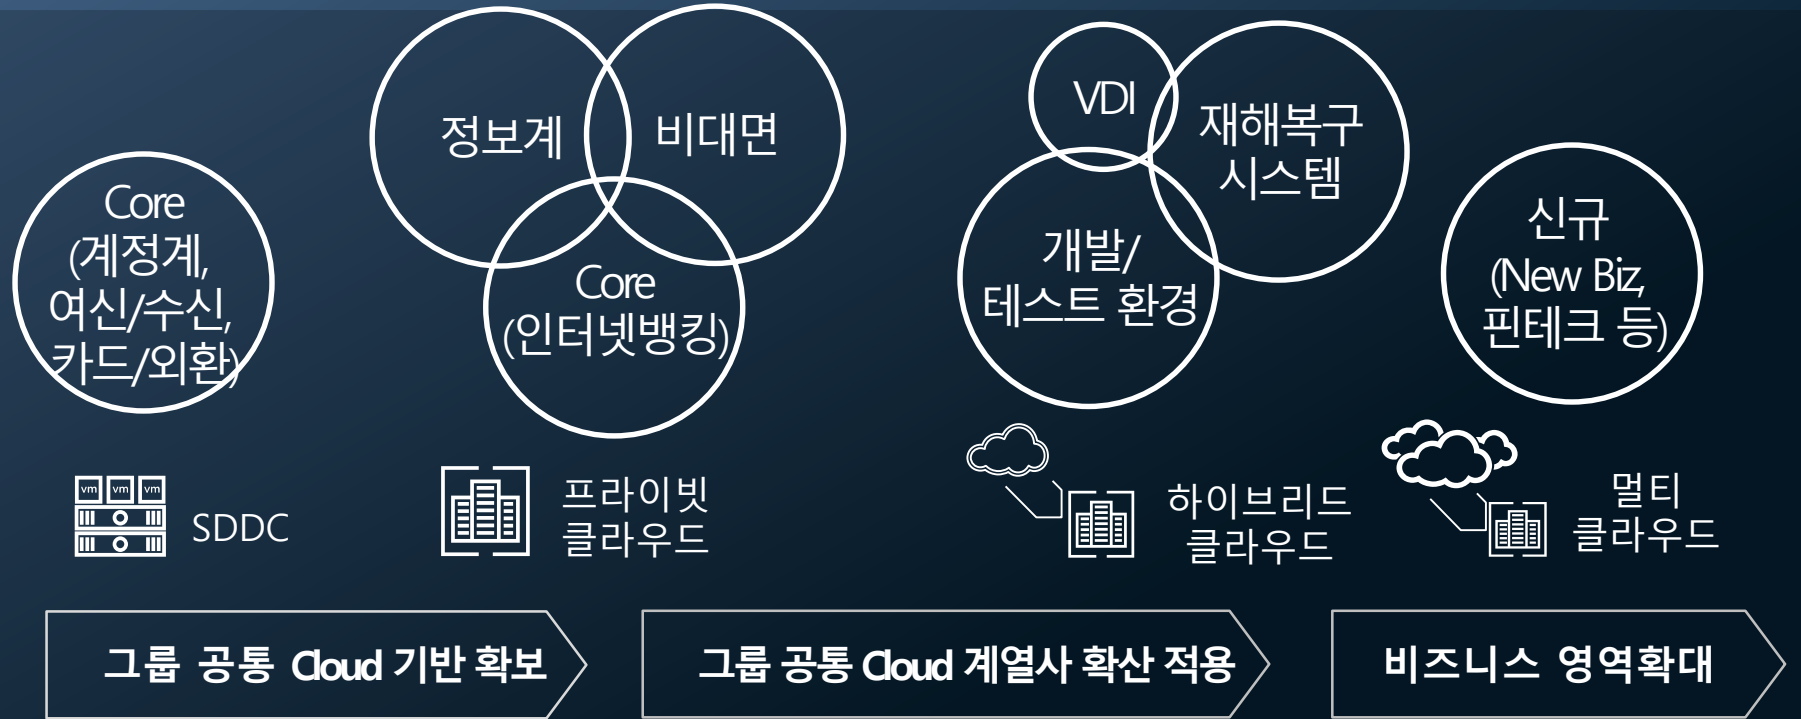 Core
(계정계,
여신/수신,
카드/외환)
정보계
비대면
Core
(인터넷뱅킹)
VDI
재해복구
시스템
개발/
테스트 환경
신규
(New Biz,
핀테크 등)
vm vm vm
SDDC
프라이빗
클라우드
하이브리드
클라우드
멀티
클라우드
그룹 공통 Cloud 기반 확보
그룹 공통 Cloud 계열사 확산 적용
비즈니스 영역확대